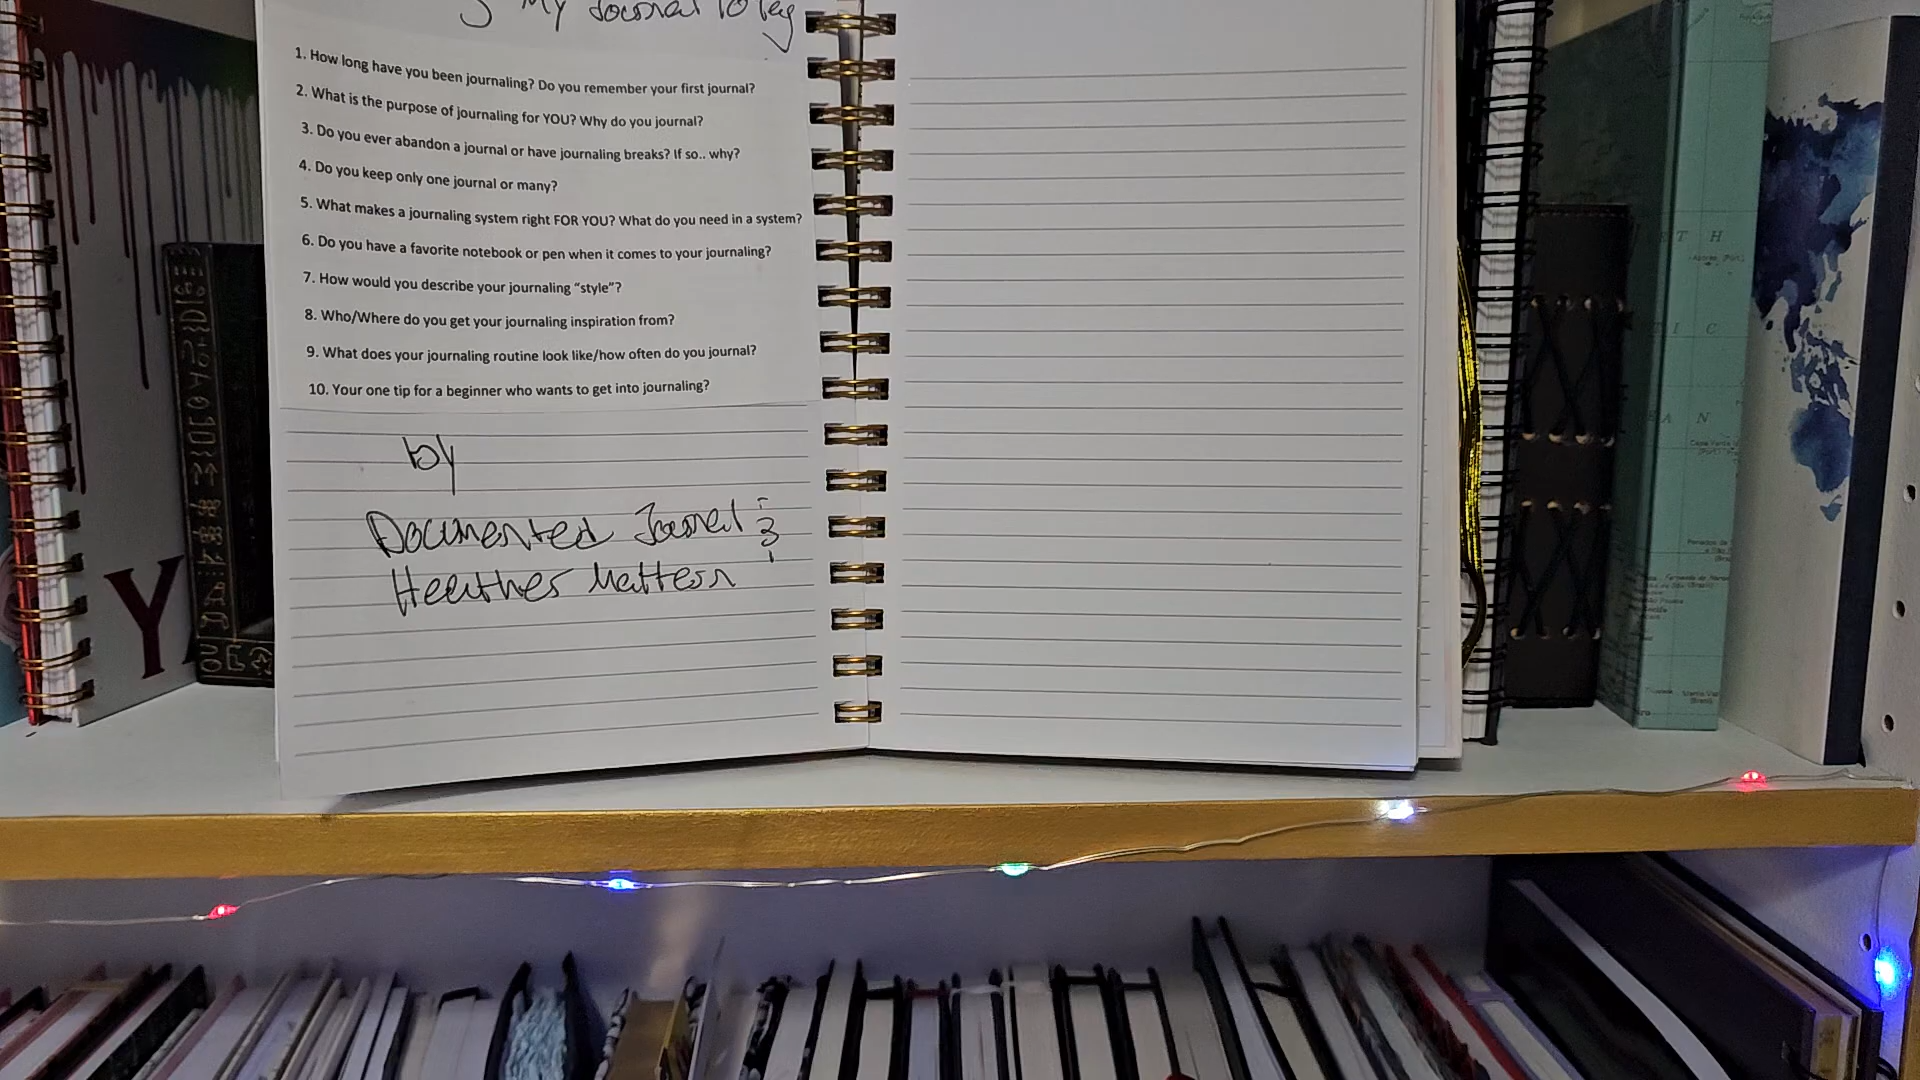 My Journal To Tag
1. How long have you been journaling? Do you remember your first journal?
2. What is the purpose of journaling for YOU? Why do you journal?
3. Do you ever abandon a journal or have journaling breaks? If so.. why?
4. Do you keep only one journal or many?
5. What makes a journaling system right FOR YOU? What do you need in a system?
6. Do you have a favorite notebook or pen when it comes to your journaling?
7. How would you describe your journaling “style”?
8. Who/Where do you get your journaling inspiration from?
9. What does your journaling routine look like/how often do you journal?
10. Your one tip for a beginner who wants to get into journaling?
by
Documented Journal
Heather Mattern
Y